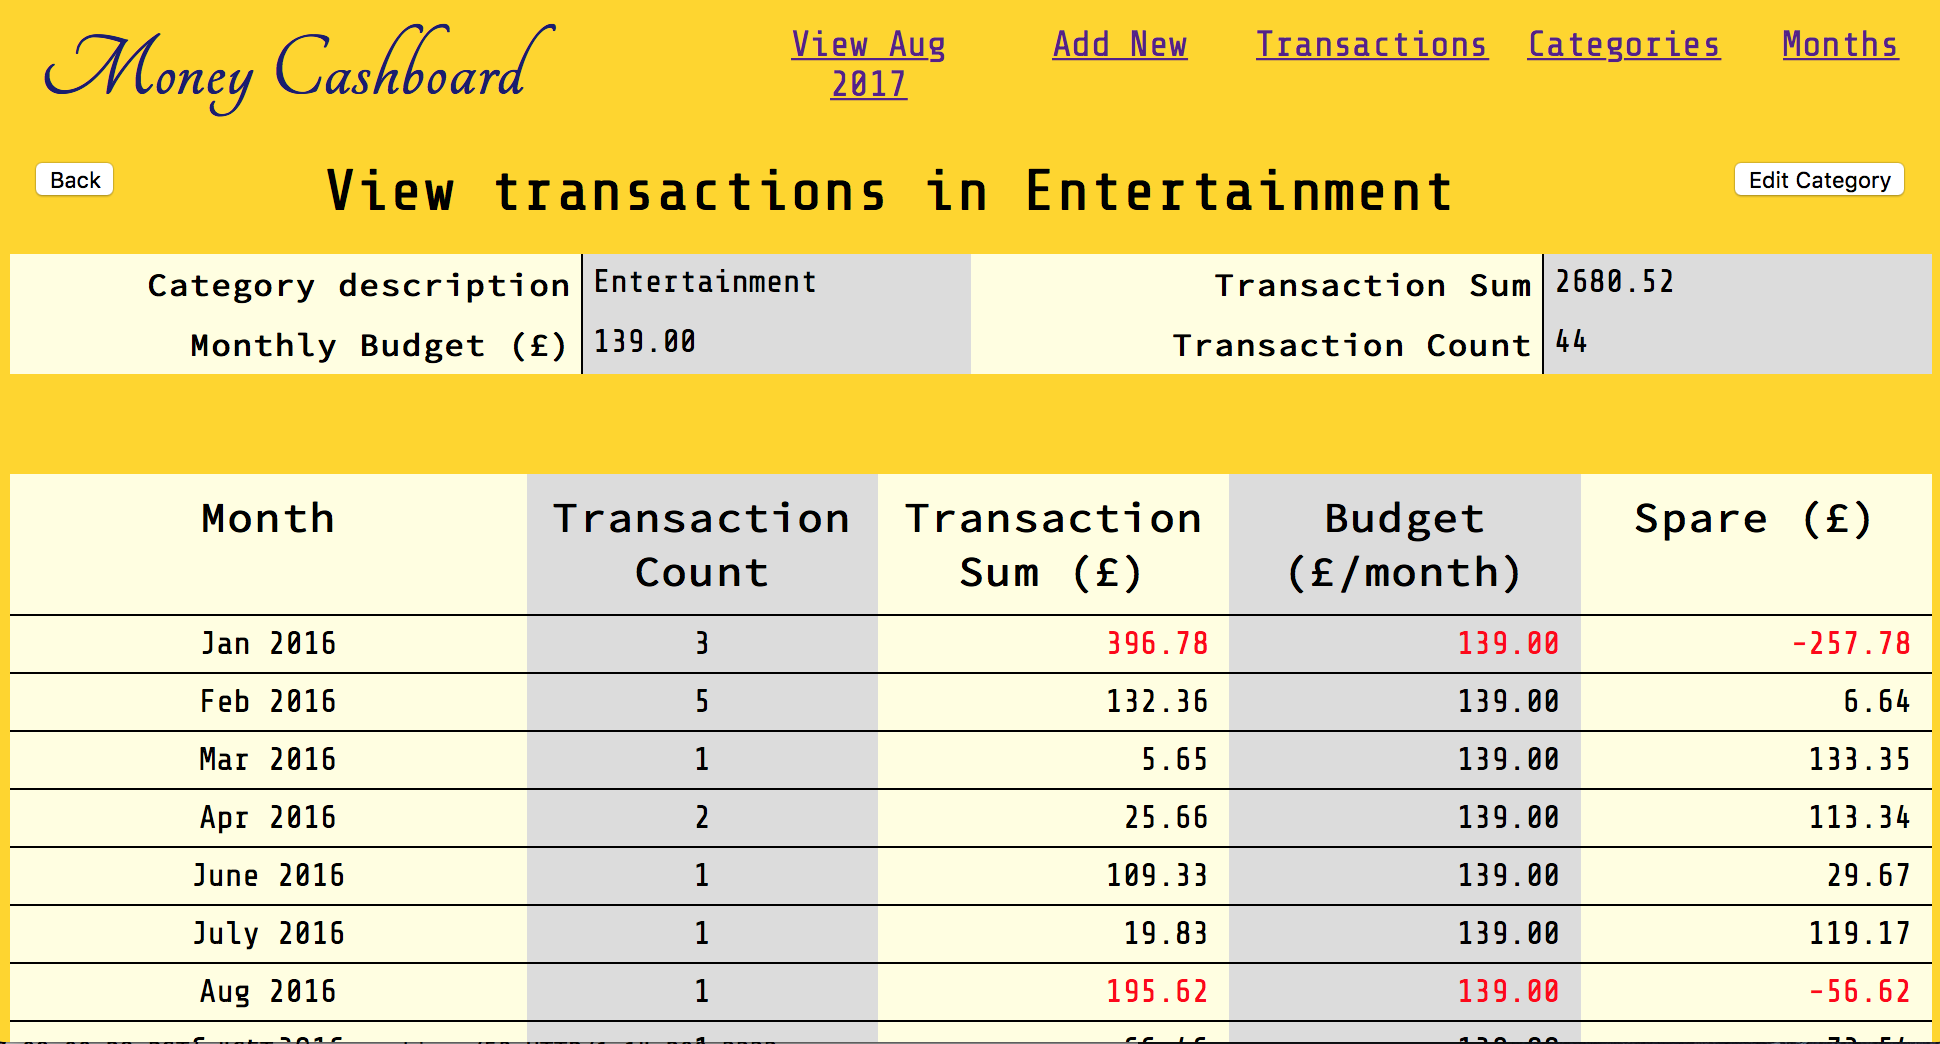 Money Cashboard
View Aug 2017
Add New
Transactions
Categories
Months
Back
View transactions in Entertainment
Edit Category
Category description Entertainment Transaction Sum 2680.52
Monthly Budget (£) 139.00 Transaction Count 44
Month Transaction Count Transaction Sum (£) Budget (£/month) Spare (£)
Jan 2016 3 396.78 139.00 -257.78
Feb 2016 5 132.36 139.00 6.64
Mar 2016 1 5.65 139.00 133.35
Apr 2016 2 25.66 139.00 113.34
June 2016 1 109.33 139.00 29.67
July 2016 1 19.83 139.00 119.17
Aug 2016 1 195.62 139.00 -56.62